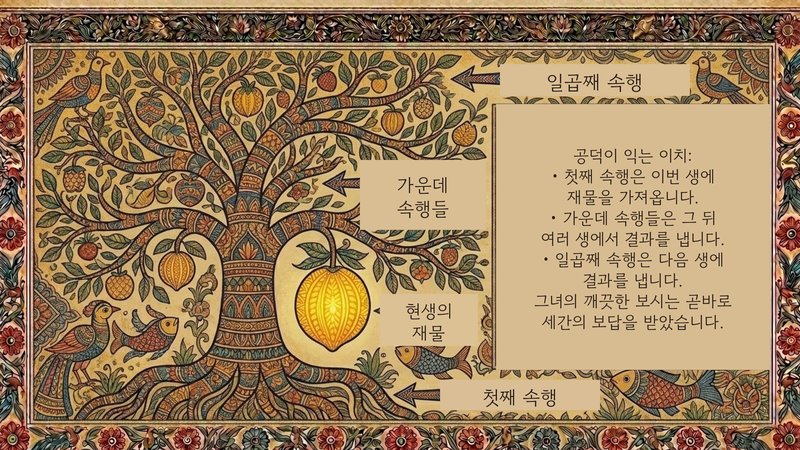 일곱째 속행
가운데
속행들
현생의
재물
첫째 속행
공덕이 익는 이치:
• 첫째 속행은 이번 생에
재물을 가져옵니다.
• 가운데 속행들은 그 뒤
여러 생에서 결과를 냅니다.
• 일곱째 속행은 다음 생에
결과를 냅니다.
그녀의 깨끗한 보시는 곧바로
세간의 보답을 받았습니다.